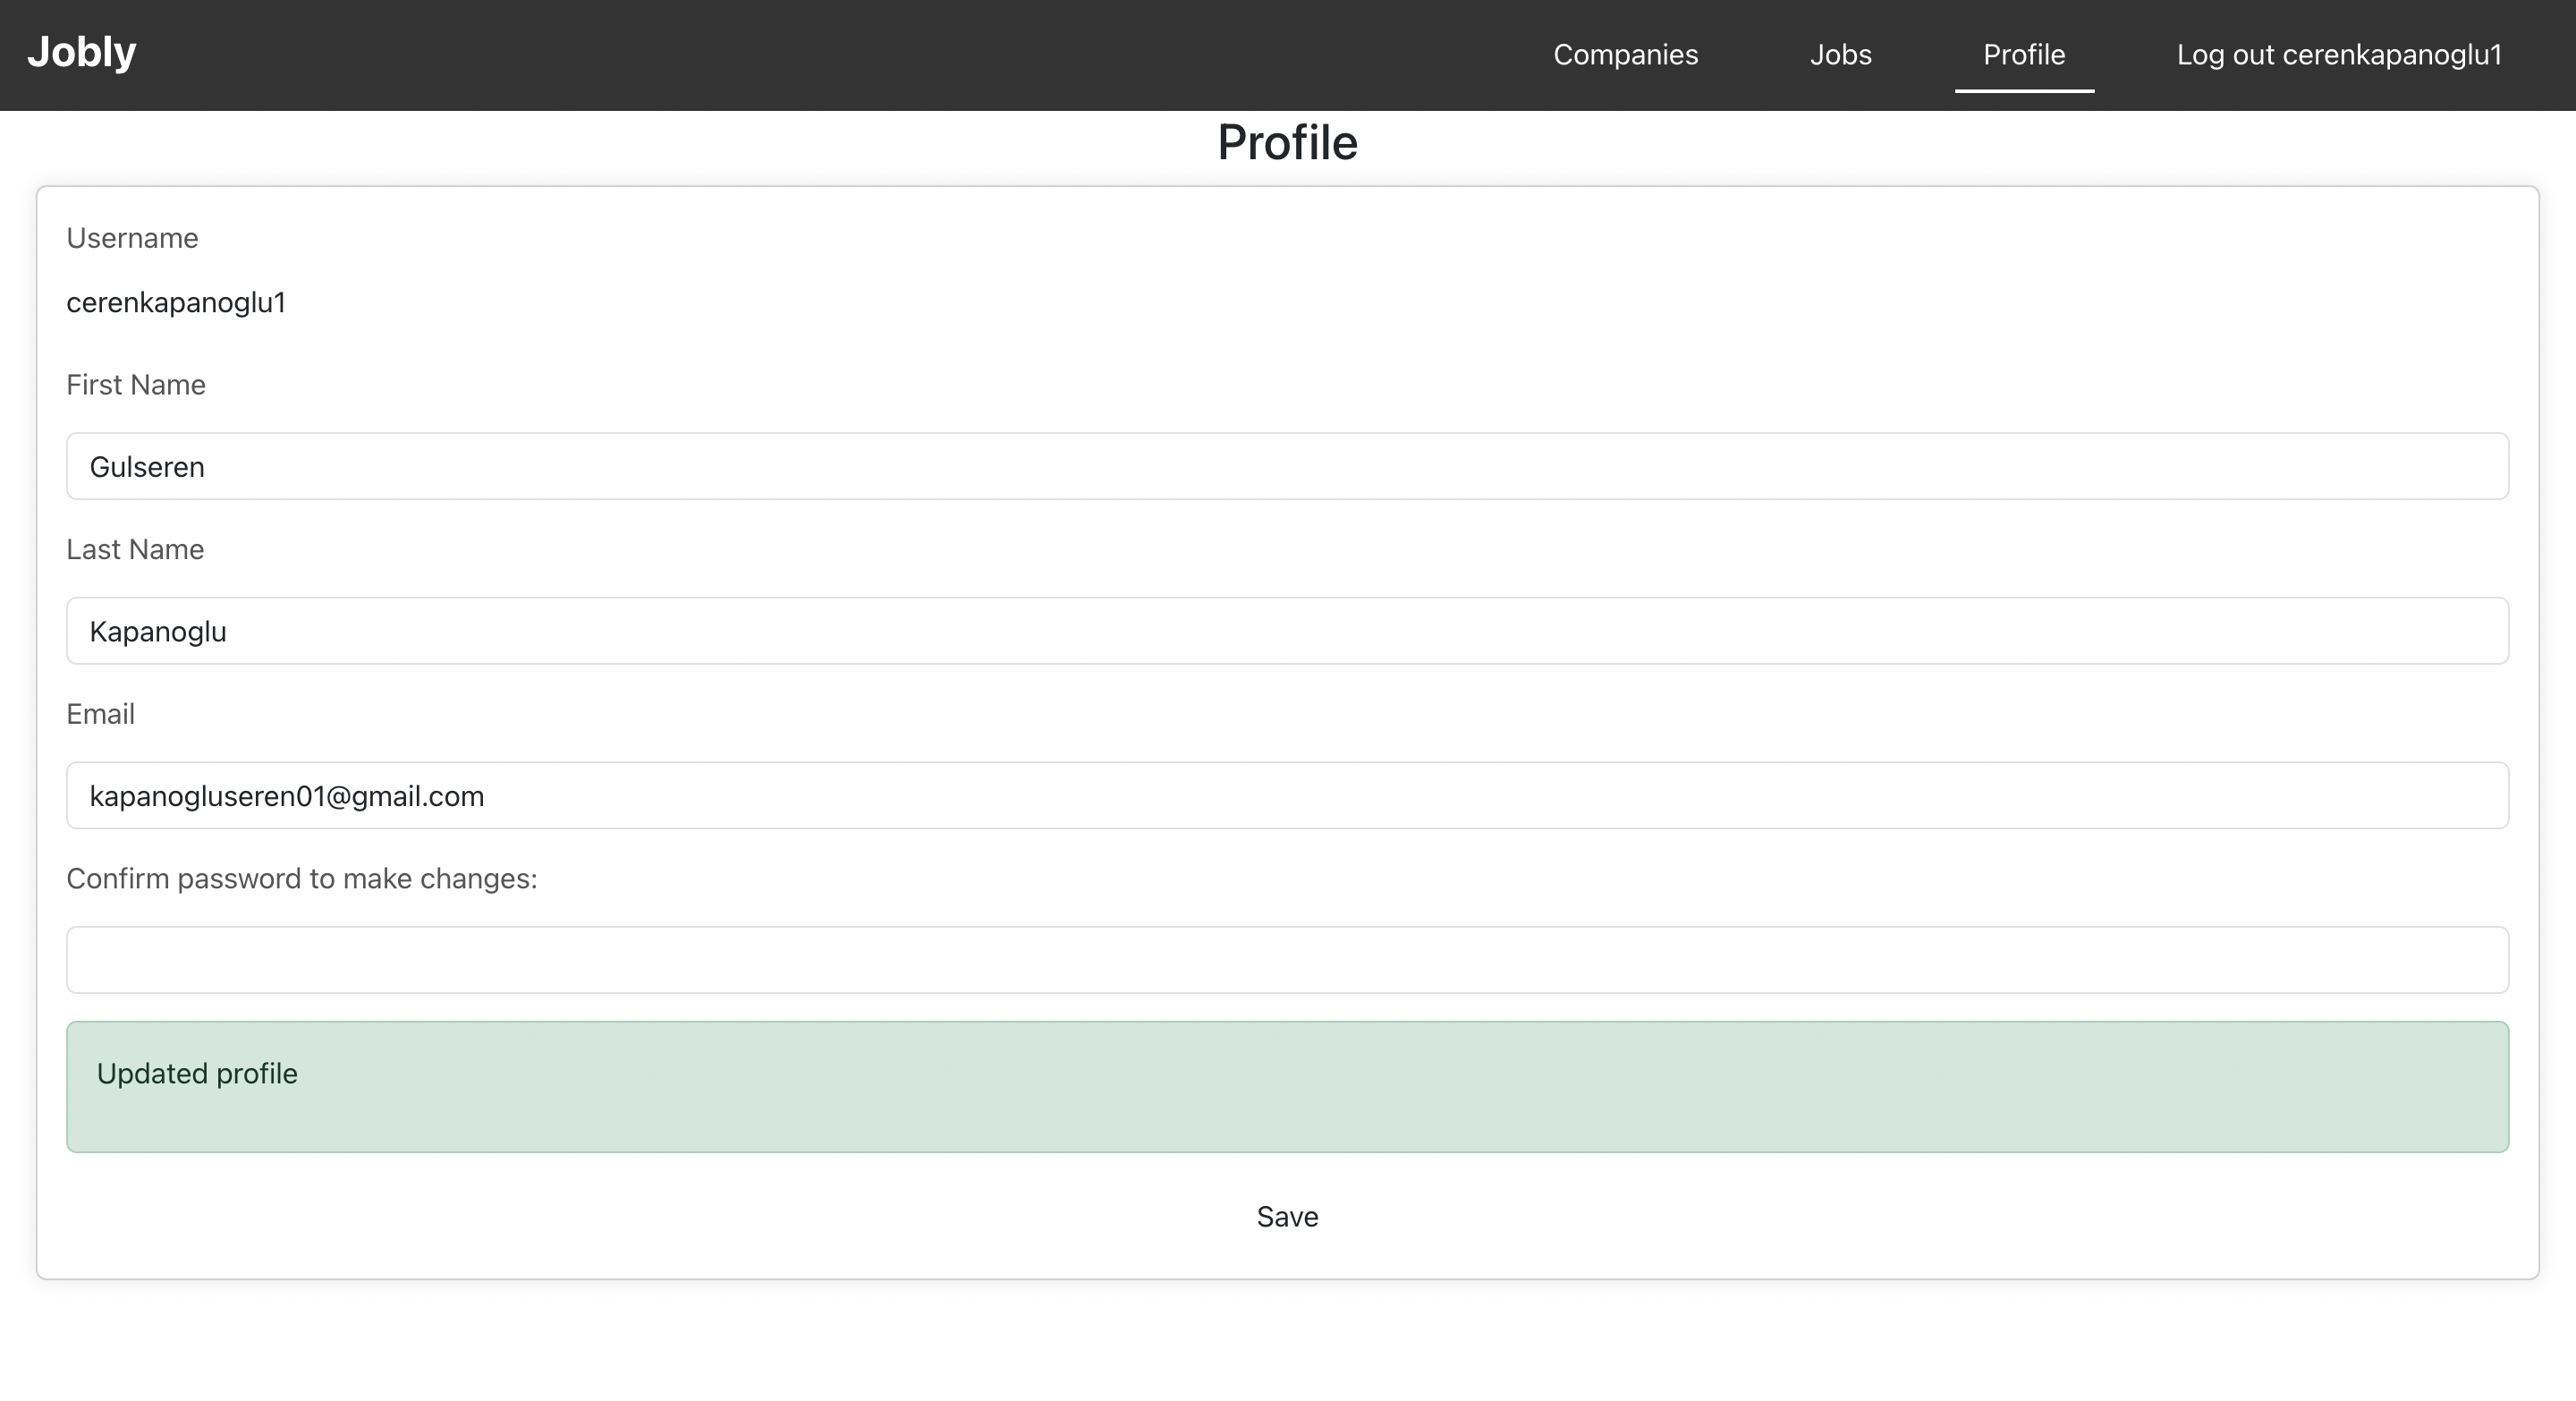 Jobly
Companies Jobs Profile Log out cerenkapanoglu1
Profile
Username
cerenkapanoglu1
First Name
Gulseren
Last Name
Kapanoglu
Email
kapanogluseren01@gmail.com
Confirm password to make changes:
Updated profile
Save